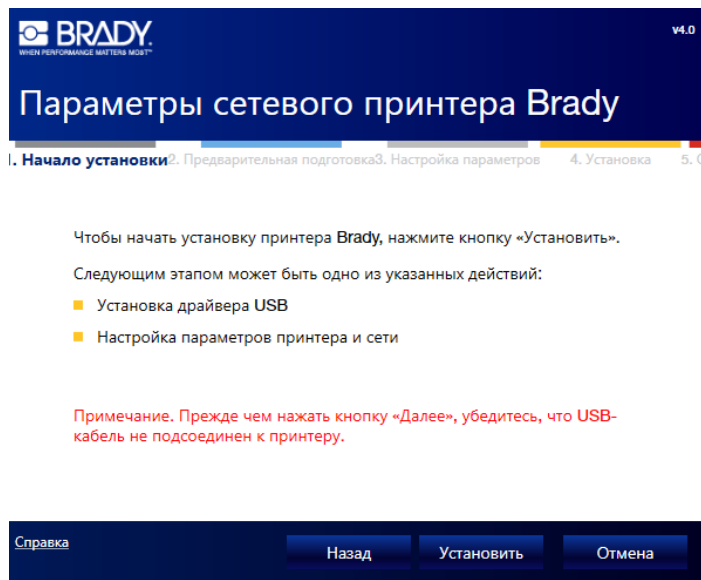 BRADY.
WHEN PERFORMANCE MATTERS MOST™
v4.0
Параметры сетевого принтера Brady
. Начало установки 2. Предварительная подготовка 3. Настройка параметров 4. Установка 5.
Чтобы начать установку принтера Brady, нажмите кнопку «Установить».
Следующим этапом может быть одно из указанных действий:
Установка драйвера USB
Настройка параметров принтера и сети
Примечание. Прежде чем нажать кнопку «Далее», убедитесь, что USB-
кабель не подсоединен к принтеру.
Справка
Назад Установить Отмена